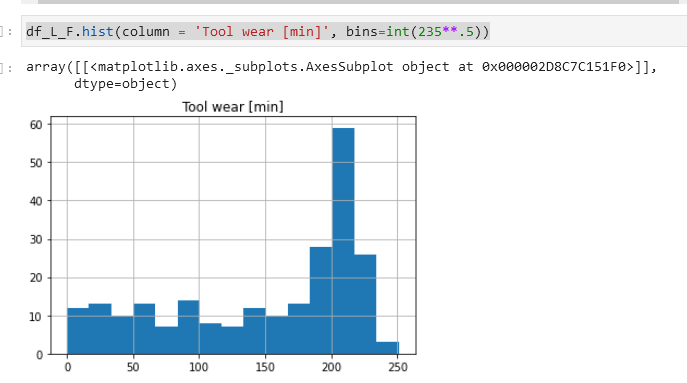 ]: df_L_F.hist(column = 'Tool wear [min]', bins=int(235**.5))
]: array([[<matplotlib.axes._subplots.AxesSubplot object at 0x000002D8C7C151F0>]],
dtype=object)
Tool wear [min]
60
50
40
30
20
10
0
0 50 100 150 200 250